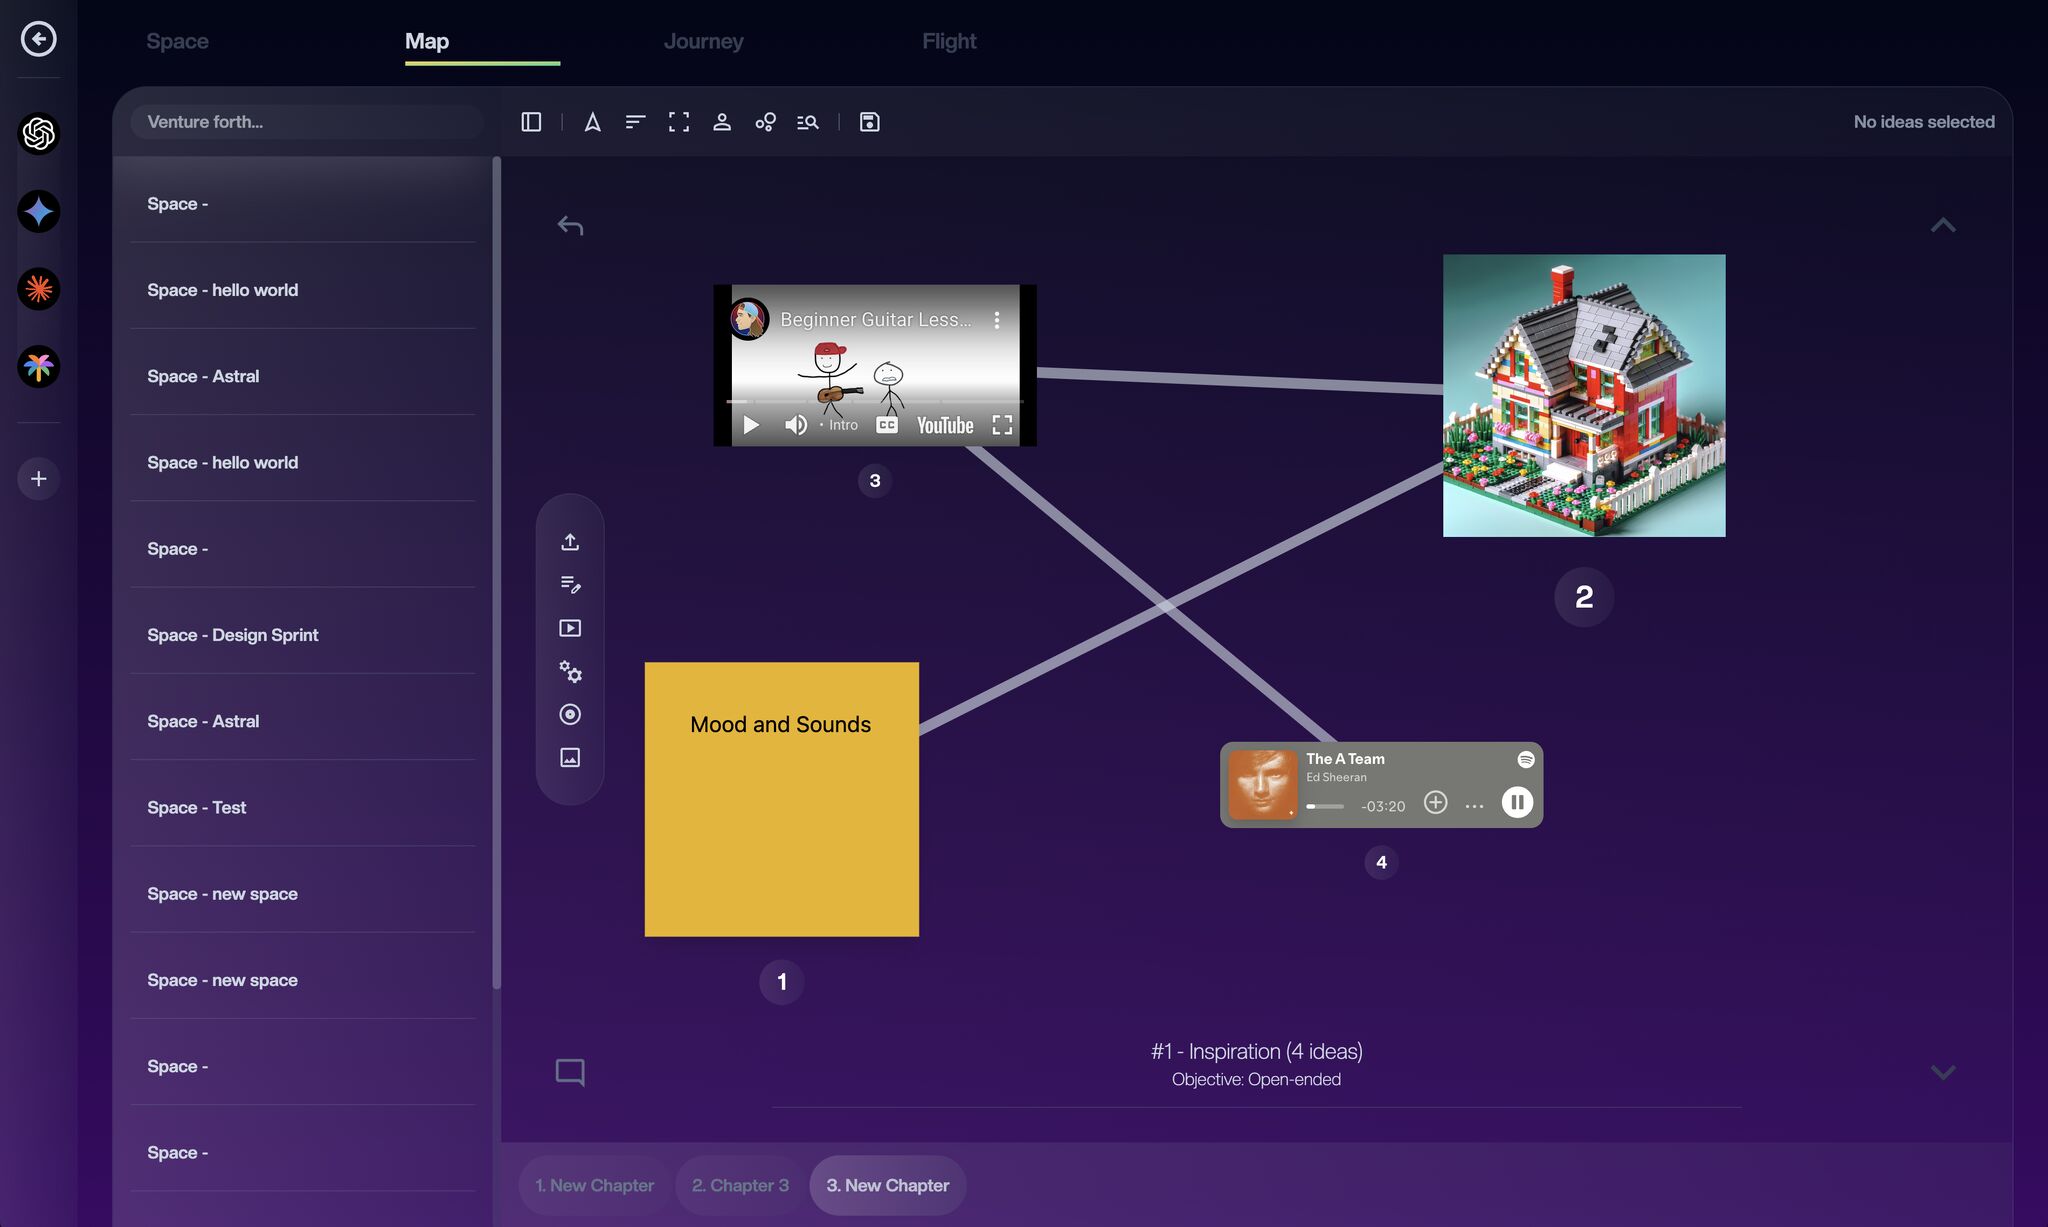 Space
Map
Journey
Flight
Venture forth...
No ideas selected
Space -
Space - hello world
Space - Astral
Space - hello world
Space -
Space - Design Sprint
Space - Astral
Space - Test
Space - new space
Space - new space
Space -
Space -
Beginner Guitar Less...
• Intro
CC
YouTube
3
2
Mood and Sounds
1
The A Team
Ed Sheeran
-03:20
4
#1 - Inspiration (4 ideas)
Objective: Open-ended
1. New Chapter
2. Chapter 3
3. New Chapter